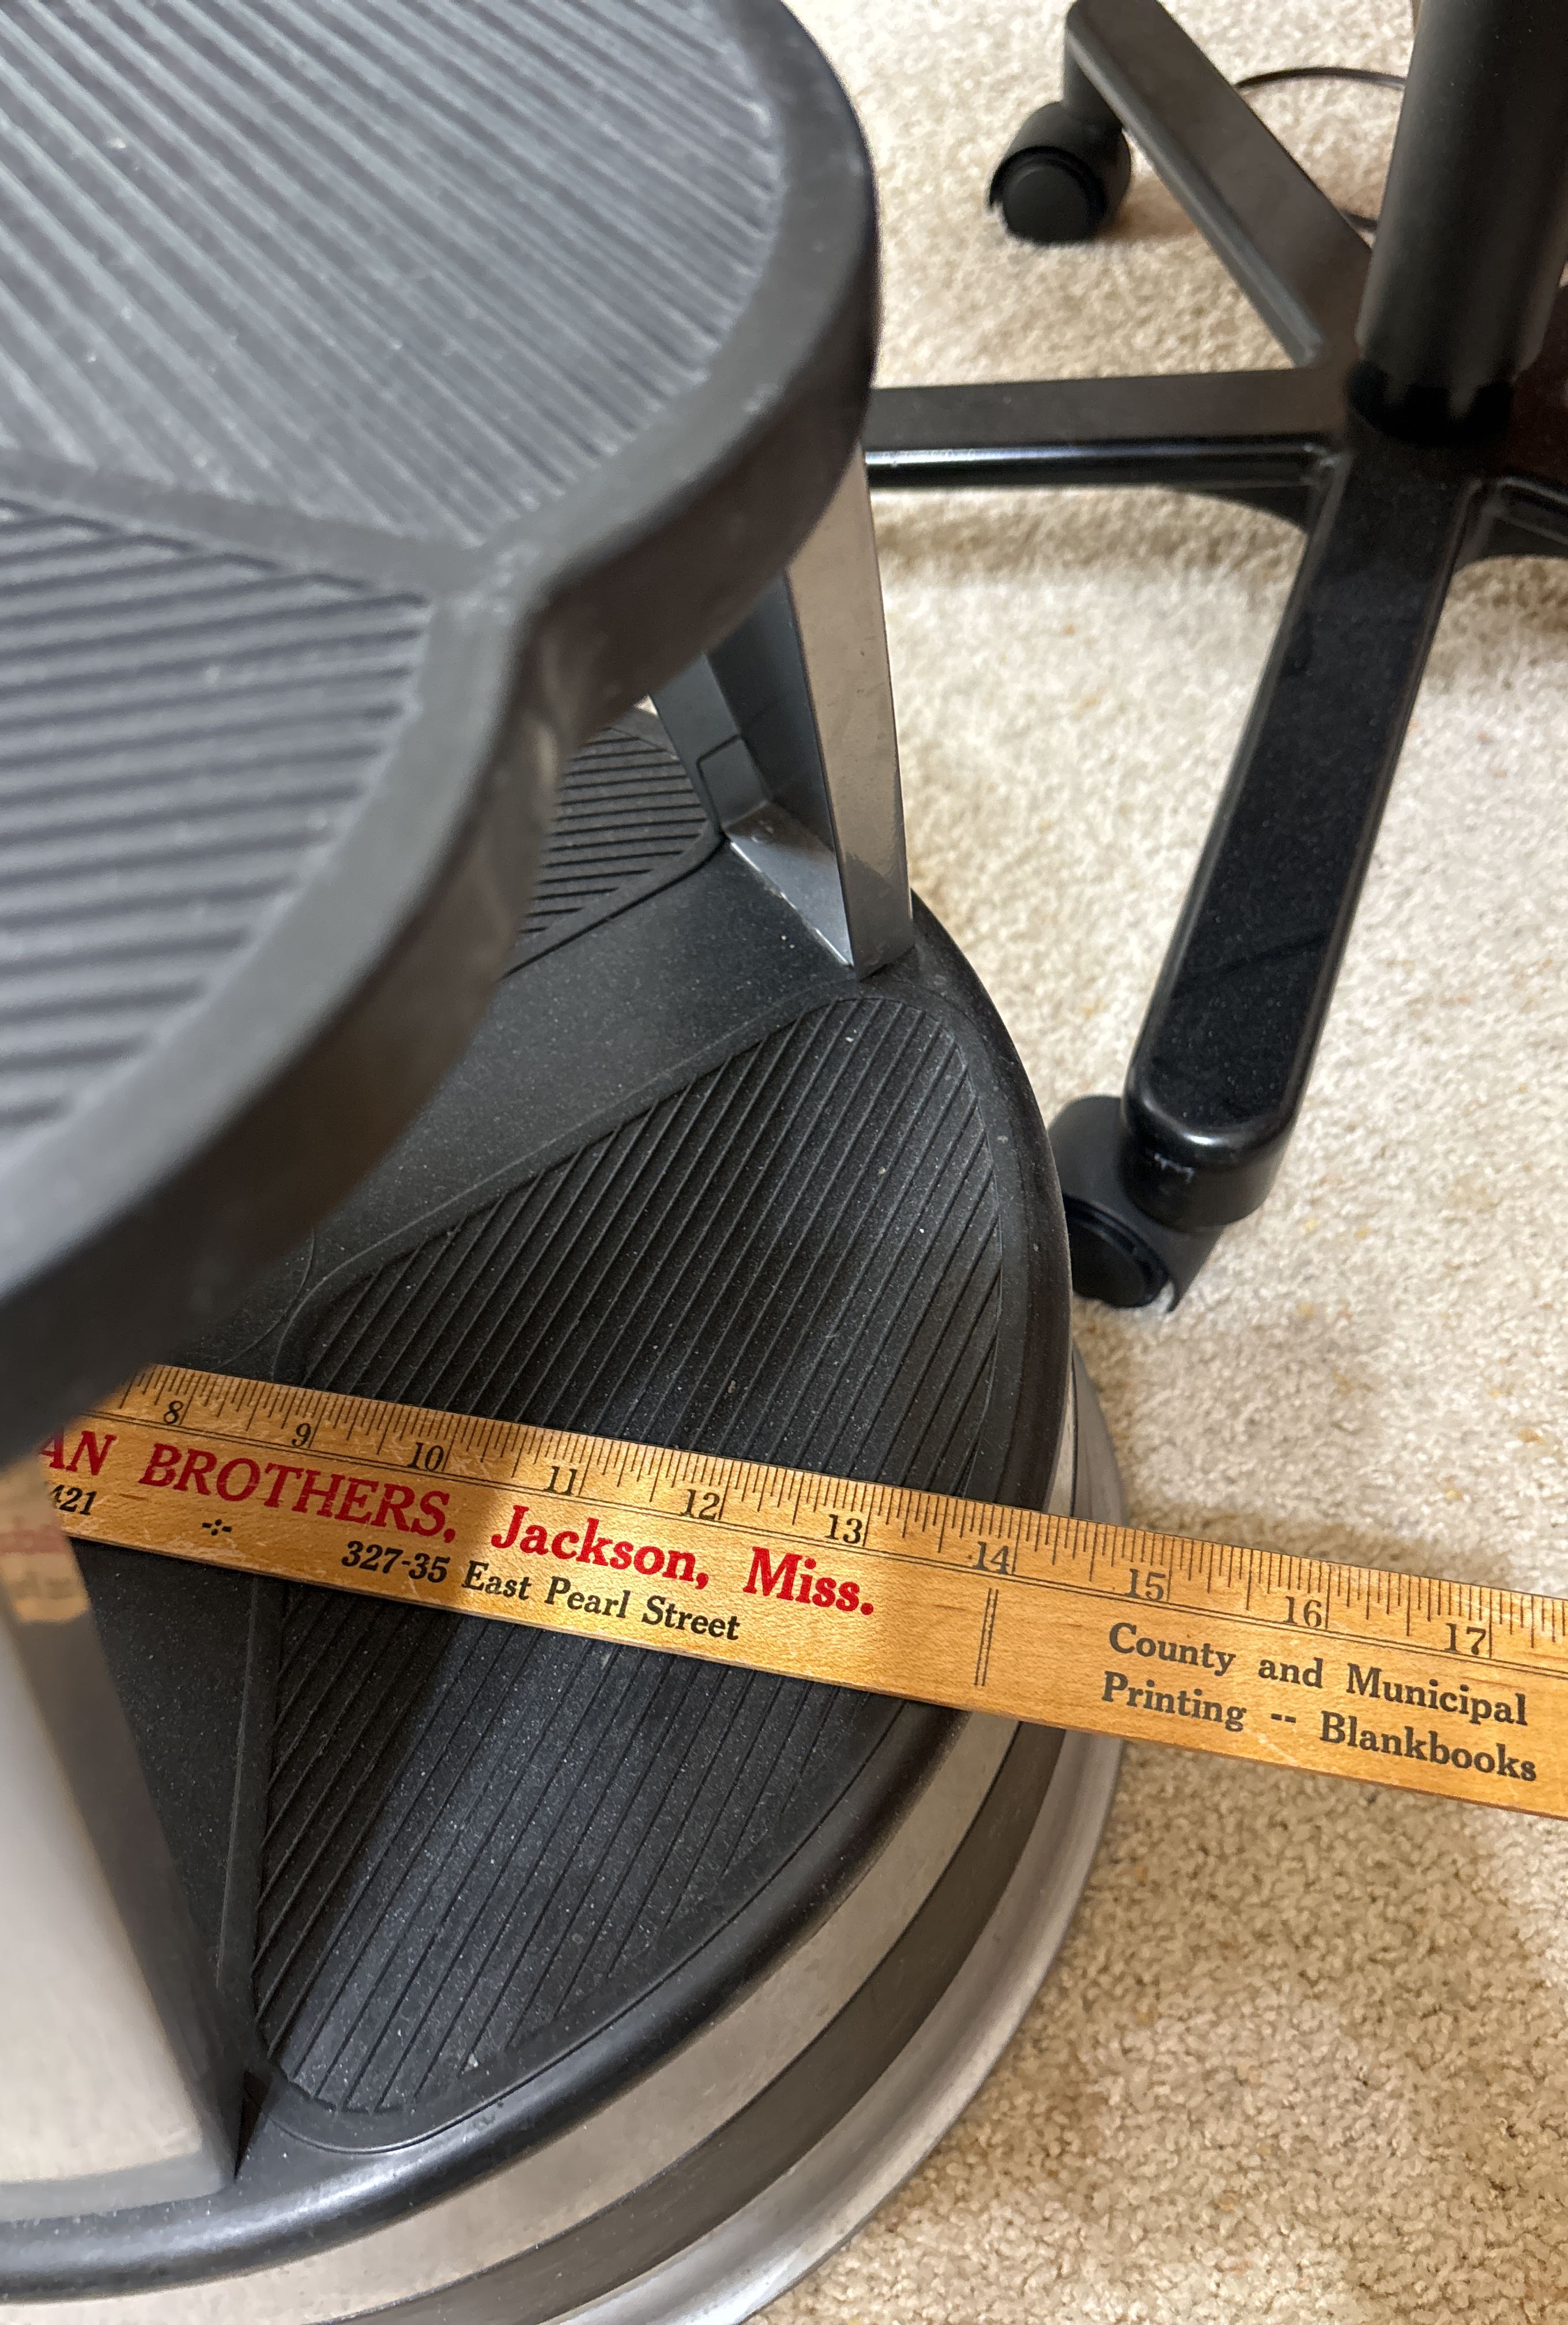 8 9 10 11 12 13 14 15 16 17
BROTHERS, Jackson, Miss.
421 ⁘ 327-35 East Pearl Street
County and Municipal
Printing -- Blankbooks